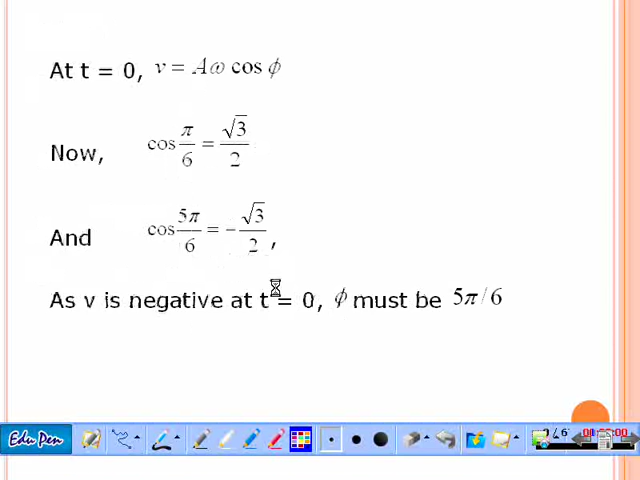 At t = 0, v = Aω cos ϕ
Now, cos π/6 = √3/2
And cos 5π/6 = −√3/2 ,
As v is negative at t = 0, ϕ must be 5π/6
Edu Pen